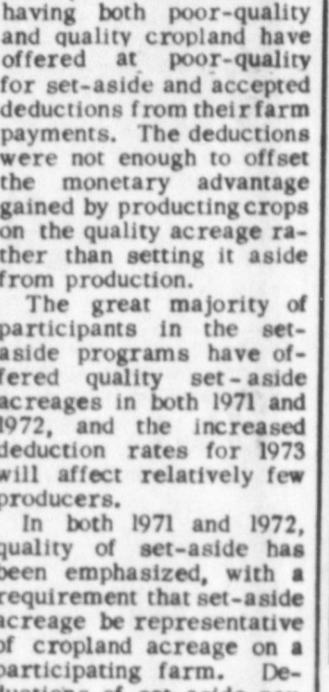 having both poor-quality
and quality cropland have
offered at poor-quality
for set-aside and accepted
deductions from their farm
payments. The deductions
were not enough to offset
the monetary advantage
gained by producting crops
on the quality acreage ra-
ther than setting it aside
from production.
The great majority of
participants in the set-
aside programs have of-
fered quality set-aside
acreages in both 1971 and
1972, and the increased
deduction rates for 1973
will affect relatively few
producers.
In both 1971 and 1972,
quality of set-aside has
been emphasized, with a
requirement that set-aside
acreage be representative
of cropland acreage on a
participating farm. De-